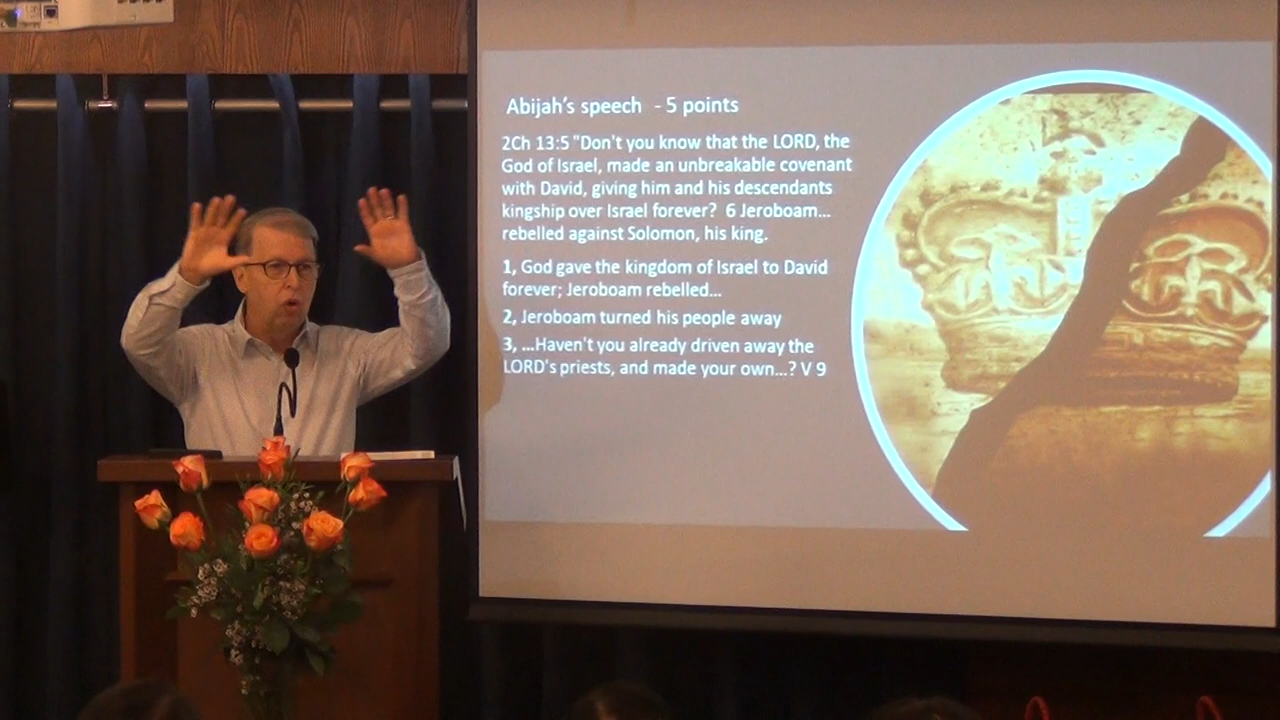 Abijah's speech - 5 points
2Ch 13:5 "Don't you know that the LORD, the
God of Israel, made an unbreakable covenant
with David, giving him and his descendants
kingship over Israel forever? 6 Jeroboam...
rebelled against Solomon, his king.
1, God gave the kingdom of Israel to David
forever; Jeroboam rebelled...
2, Jeroboam turned his people away
3, ...Haven't you already driven away the
LORD's priests, and made your own...? V 9